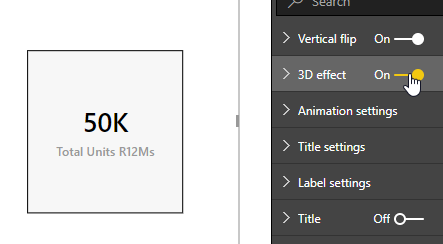 50K
Total Units R12Ms
Search
Vertical flip On
3D effect On
Animation settings
Title settings
Label settings
Title Off